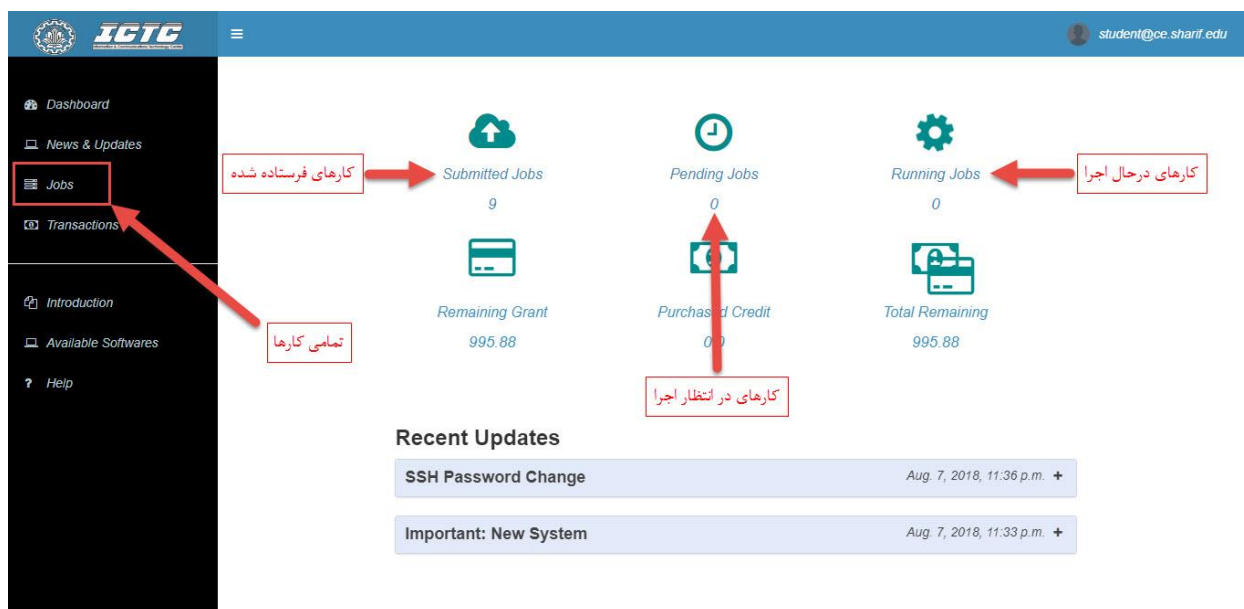 ICTC
student@ce.sharif.edu
Dashboard
News & Updates
Jobs
Transactions
Introduction
Available Softwares
? Help
تمامی کارها
کارهای فرستاده شده
Submitted Jobs
9
Pending Jobs
0
Running Jobs
0
کارهای درحال اجرا
Remaining Grant
995.88
Purchased Credit
Total Remaining
995.88
کارهای در انتظار اجرا
Recent Updates
SSH Password Change
Aug. 7, 2018, 11:36 p.m. +
Important: New System
Aug. 7, 2018, 11:33 p.m. +